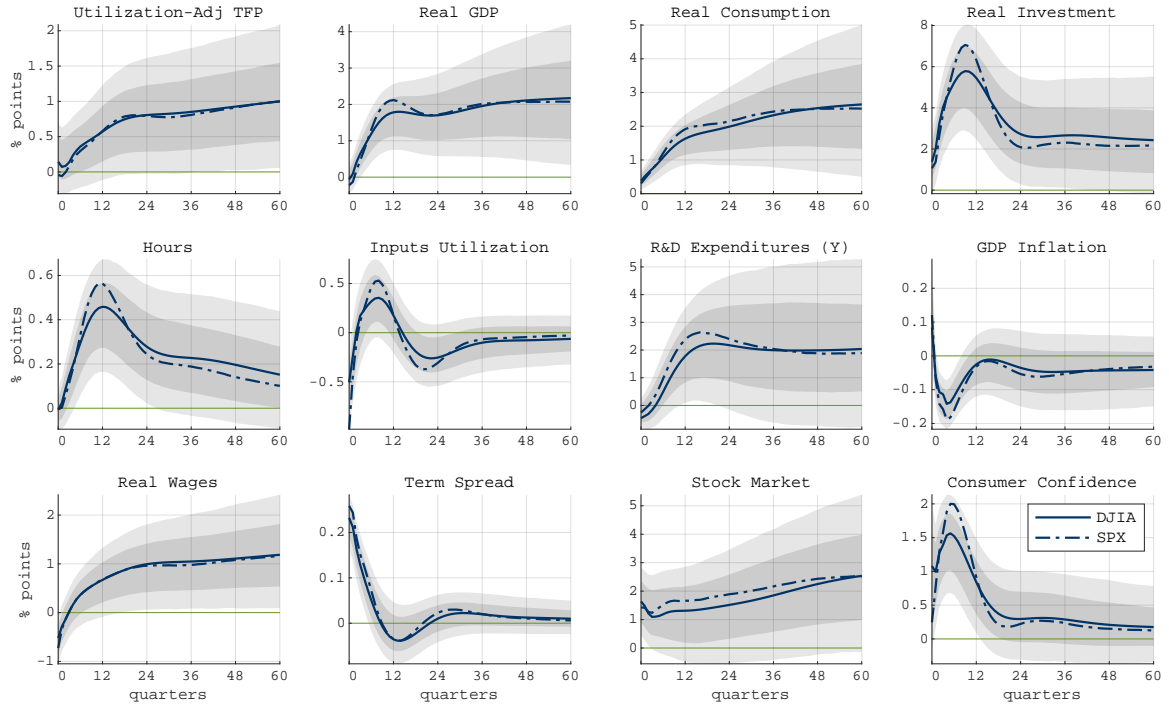 Utilization-Adj TFP
Real GDP
Real Consumption
Real Investment
% points
2
1.5
1
0.5
0
0 12 24 36 48 60
4
3
2
1
0
0 12 24 36 48 60
5
4
3
2
1
0
0 12 24 36 48 60
8
6
4
2
0
0 12 24 36 48 60
Hours
Inputs Utilization
R&D Expenditures (Y)
GDP Inflation
% points
0.6
0.4
0.2
0
0 12 24 36 48 60
0.5
0
-0.5
0 12 24 36 48 60
5
4
3
2
1
0
0 12 24 36 48 60
0.2
0.1
0
-0.1
-0.2
0 12 24 36 48 60
Real Wages
Term Spread
Stock Market
Consumer Confidence
% points
2
1
0
-1
0 12 24 36 48 60
quarters
0.2
0.1
0
0 12 24 36 48 60
quarters
5
4
3
2
1
0
0 12 24 36 48 60
quarters
2
1.5
1
0.5
0
DJIA
SPX
0 12 24 36 48 60
quarters